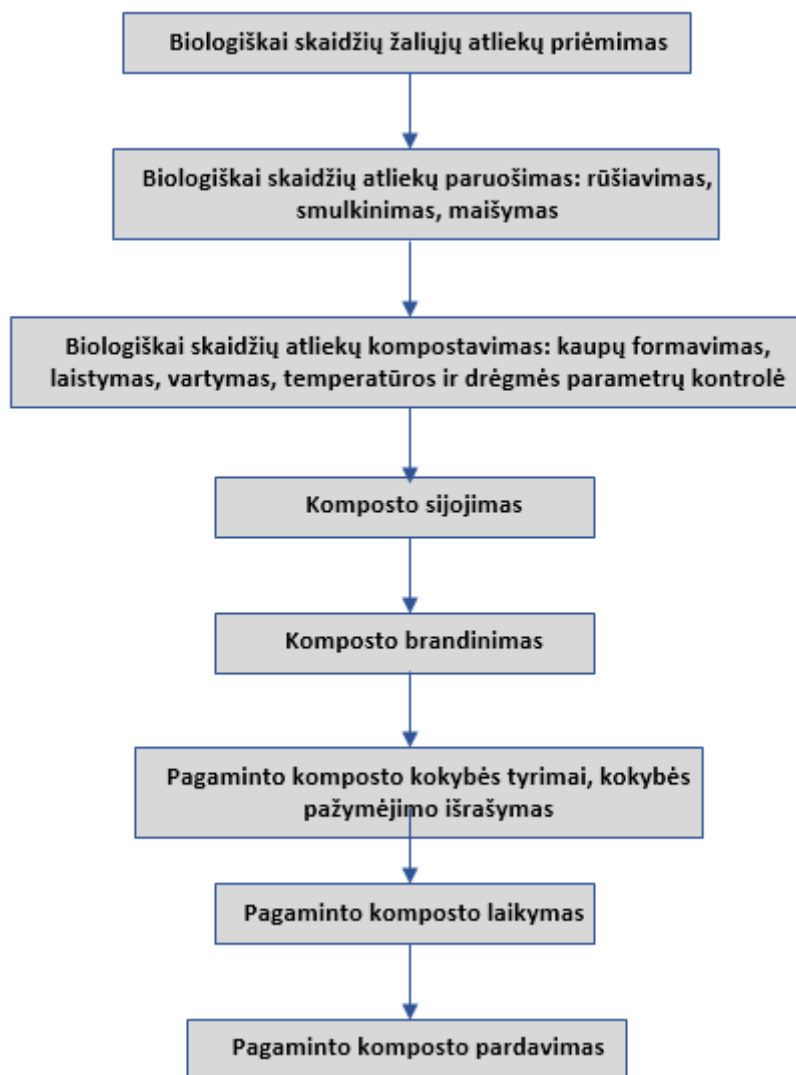 Biologiškai skaidžių žaliųjų atliekų priėmimas
Biologiškai skaidžių atliekų paruošimas: rūšiavimas,
smulkinimas, maišymas
Biologiškai skaidžių atliekų kompostavimas: kaupų formavimas,
laistymas, vartymas, temperatūros ir drėgmės parametrų kontrolė
Komposto sijojimas
Komposto brandinimas
Pagaminto komposto kokybės tyrimai, kokybės
pažymėjimo išrašymas
Pagaminto komposto laikymas
Pagaminto komposto pardavimas